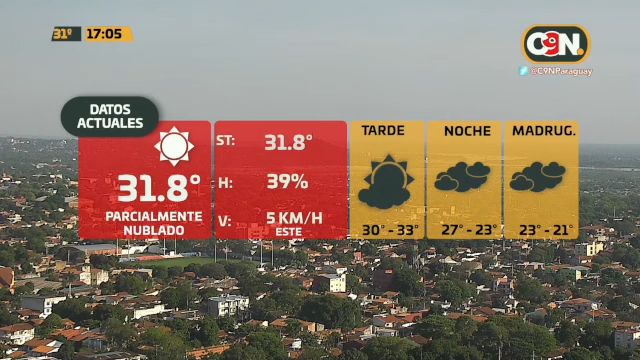 31° 17:05
C9N
@C9NParaguay
DATOS
ACTUALES
31.8°
PARCIALMENTE
NUBLADO
ST: 31.8°
H: 39%
V: 5 KM/H
ESTE
TARDE
30° - 33°
NOCHE
27° - 23°
MADRUG.
23° - 21°